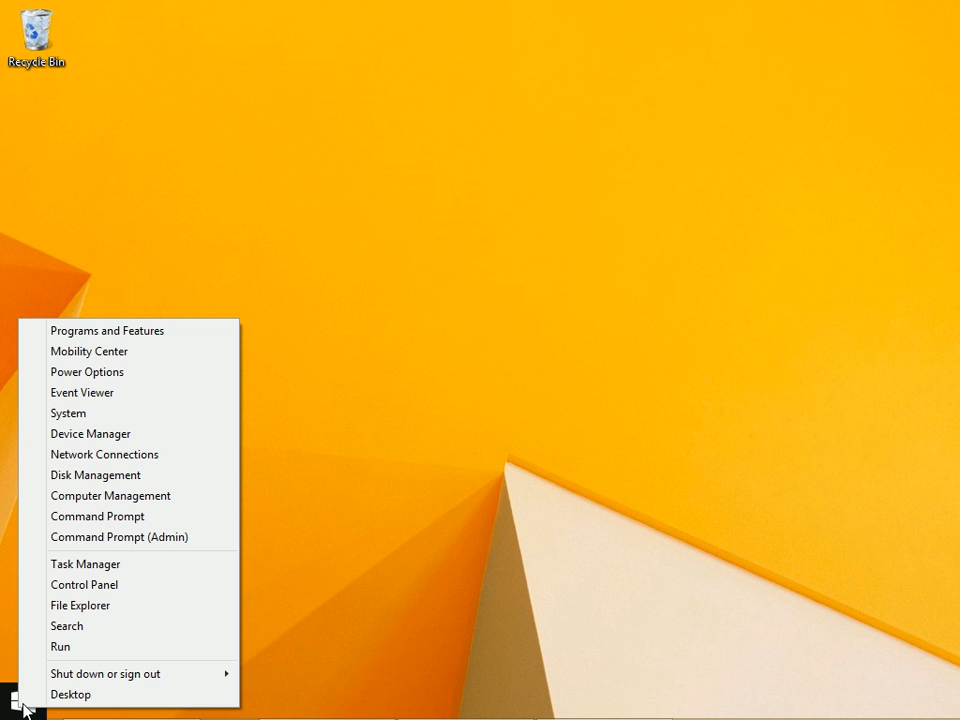 Recycle Bin
Programs and Features
Mobility Center
Power Options
Event Viewer
System
Device Manager
Network Connections
Disk Management
Computer Management
Command Prompt
Command Prompt (Admin)
Task Manager
Control Panel
File Explorer
Search
Run
Shut down or sign out
Desktop